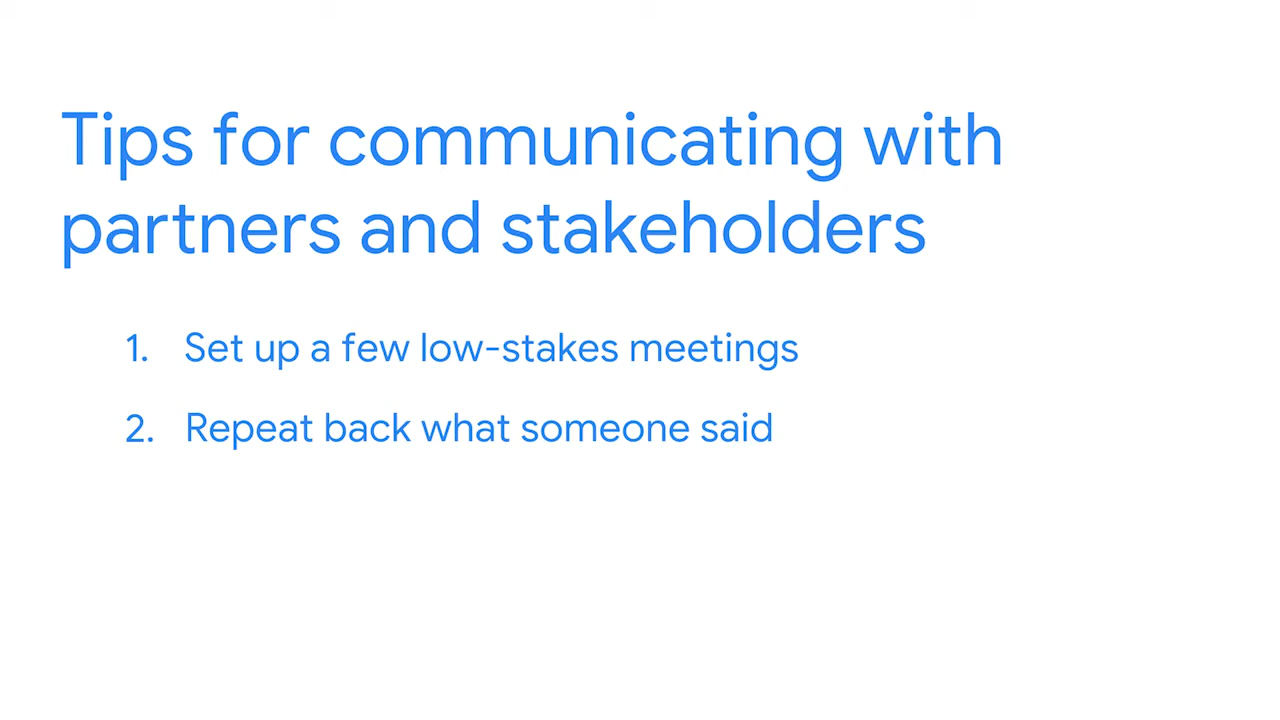 Tips for communicating with
partners and stakeholders
1. Set up a few low-stakes meetings
2. Repeat back what someone said